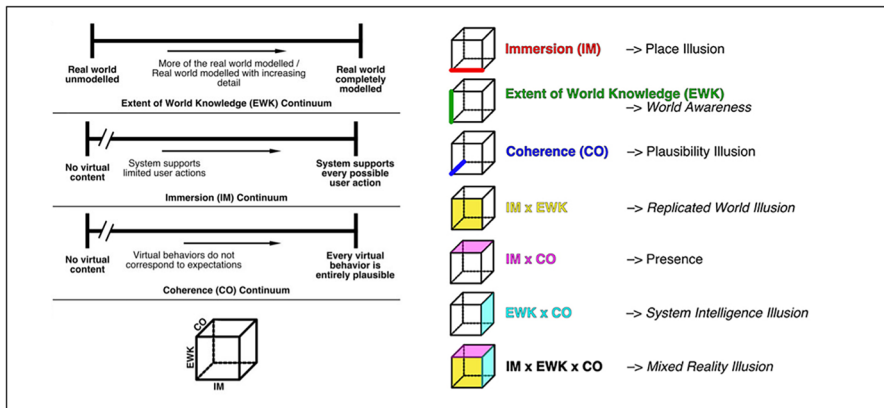 More of the real world modelled /
Real world modelled with increasing
detail
Real world
unmodelled
Real world
completely
modelled
Extent of World Knowledge (EWK) Continuum
No virtual
content
System supports
limited user actions
System supports
every possible
user action
Immersion (IM) Continuum
No virtual
content
Virtual behaviors do not
correspond to expectations
Every virtual
behavior is
entirely plausible
Coherence (CO) Continuum
CO
EWK
IM
Immersion (IM) –> Place Illusion
Extent of World Knowledge (EWK)
–> World Awareness
Coherence (CO) –> Plausibility Illusion
IM x EWK –> Replicated World Illusion
IM x CO –> Presence
EWK x CO –> System Intelligence Illusion
IM x EWK x CO –> Mixed Reality Illusion